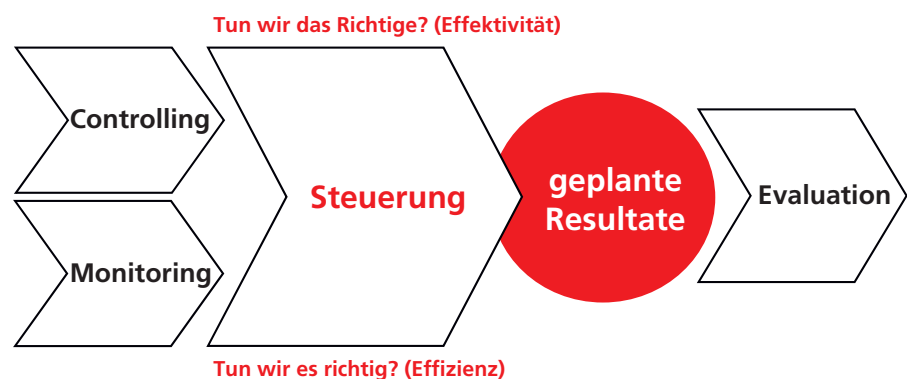 Tun wir das Richtige? (Effektivität)
Controlling
Monitoring
Steuerung
geplante
Resultate
Evaluation
Tun wir es richtig? (Effizienz)